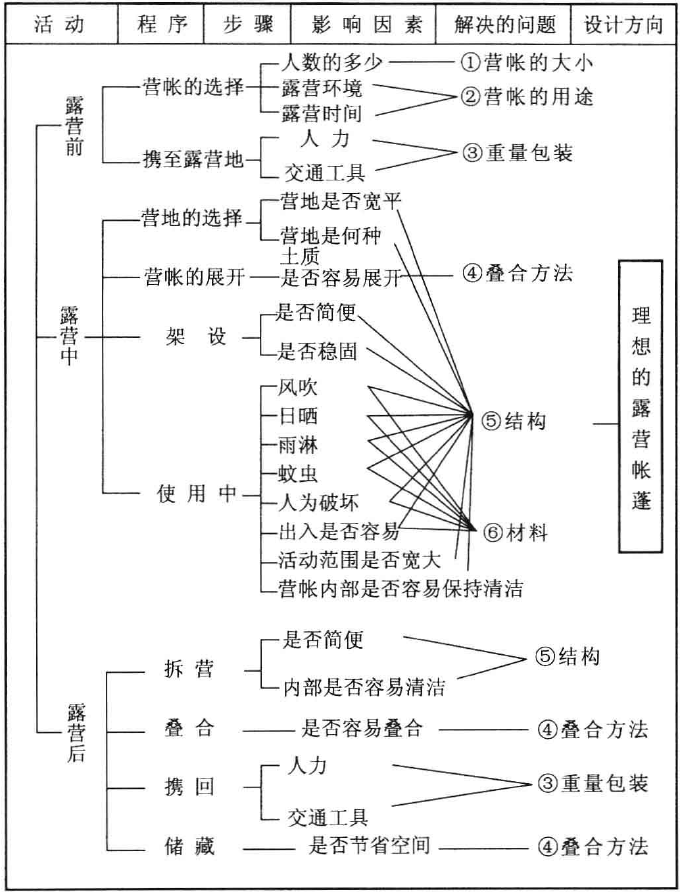 活动 程序 步骤 影响因素 解决的问题 设计方向
露营前
营帐的选择
人数的多少 ①营帐的大小
露营环境
②营帐的用途
露营时间
携至露营地
人力
③重量包装
交通工具
露营中
营地的选择
营地是否宽平
营地是何种
土质
营帐的展开 是否容易展开 ④叠合方法
架设
是否简便
是否稳固
使用中
风吹
日晒
雨淋
蚊虫
人为破坏
出入是否容易
活动范围是否宽大
营帐内部是否容易保持清洁
⑤结构
⑥材料
理想的露营帐蓬
露营后
拆营
是否简便
⑤结构
内部是否容易清洁
叠合 是否容易叠合 ④叠合方法
携回
人力
③重量包装
交通工具
储藏 是否节省空间 ④叠合方法